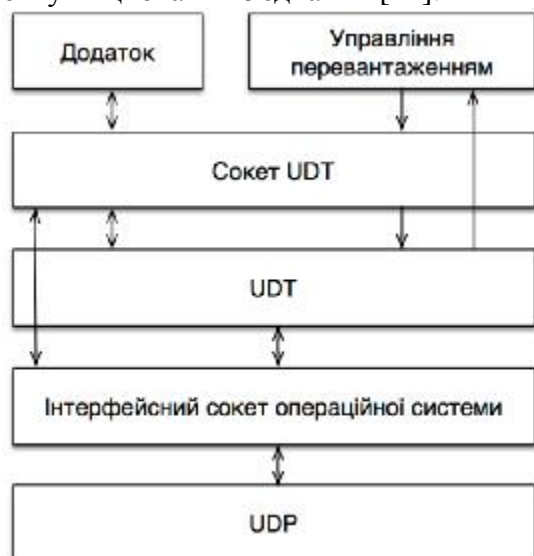 Додаток
Управління
перевантаженням
Сокет UDT
UDT
Інтерфейсний сокет операційної системи
UDP